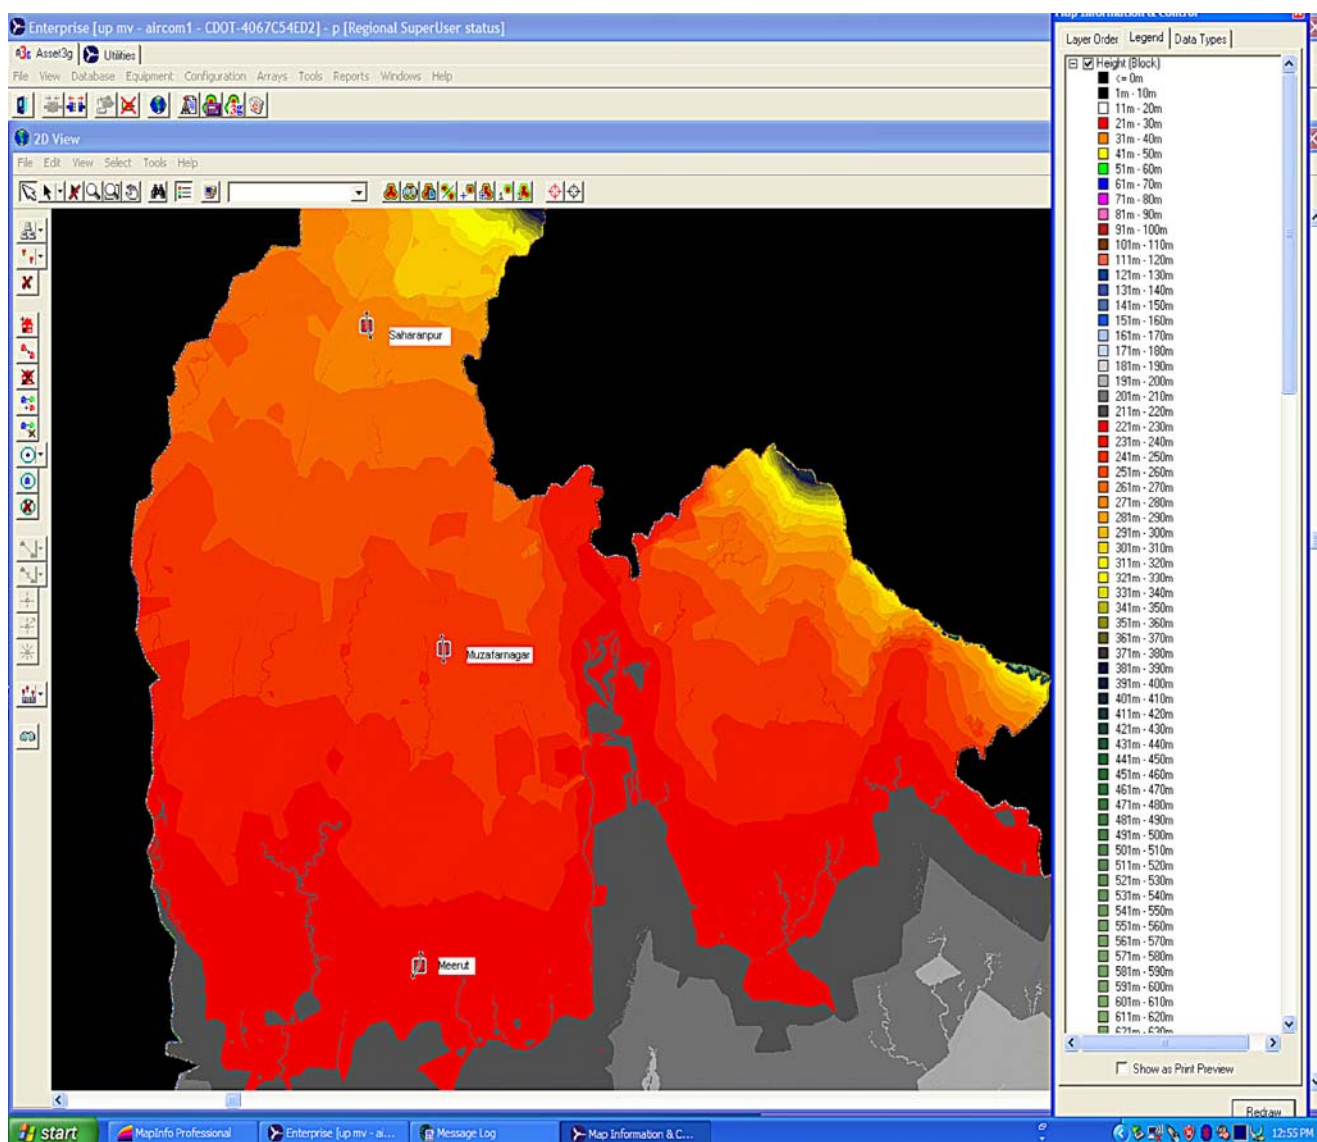 Enterprise [up mv - aircom1 - CDOT-4067C54ED2] - p [Regional SuperUser status]
Map Information & Control
Asset3g Utilities
Layer Order Legend Data Types
File View Database Equipment Configuration Arrays Tools Reports Windows Help
2D View
File Edit View Select Tools Help
Height (Block)
<= 0m
1m - 10m
11m - 20m
21m - 30m
31m - 40m
41m - 50m
51m - 60m
61m - 70m
71m - 80m
81m - 90m
91m - 100m
101m - 110m
111m - 120m
121m - 130m
131m - 140m
141m - 150m
151m - 160m
161m - 170m
171m - 180m
181m - 190m
191m - 200m
201m - 210m
211m - 220m
221m - 230m
231m - 240m
241m - 250m
251m - 260m
261m - 270m
271m - 280m
281m - 290m
291m - 300m
301m - 310m
311m - 320m
321m - 330m
331m - 340m
341m - 350m
351m - 360m
361m - 370m
371m - 380m
381m - 390m
391m - 400m
401m - 410m
411m - 420m
421m - 430m
431m - 440m
441m - 450m
451m - 460m
461m - 470m
471m - 480m
481m - 490m
491m - 500m
501m - 510m
511m - 520m
521m - 530m
531m - 540m
541m - 550m
551m - 560m
561m - 570m
571m - 580m
581m - 590m
591m - 600m
601m - 610m
611m - 620m
621m - 630m
Saharanpur
Muzafarnagar
Meerut
Show as Print Preview
Redraw
start MapInfo Professional Enterprise [up mv - ai... Message Log Map Information & C... 12:55 PM